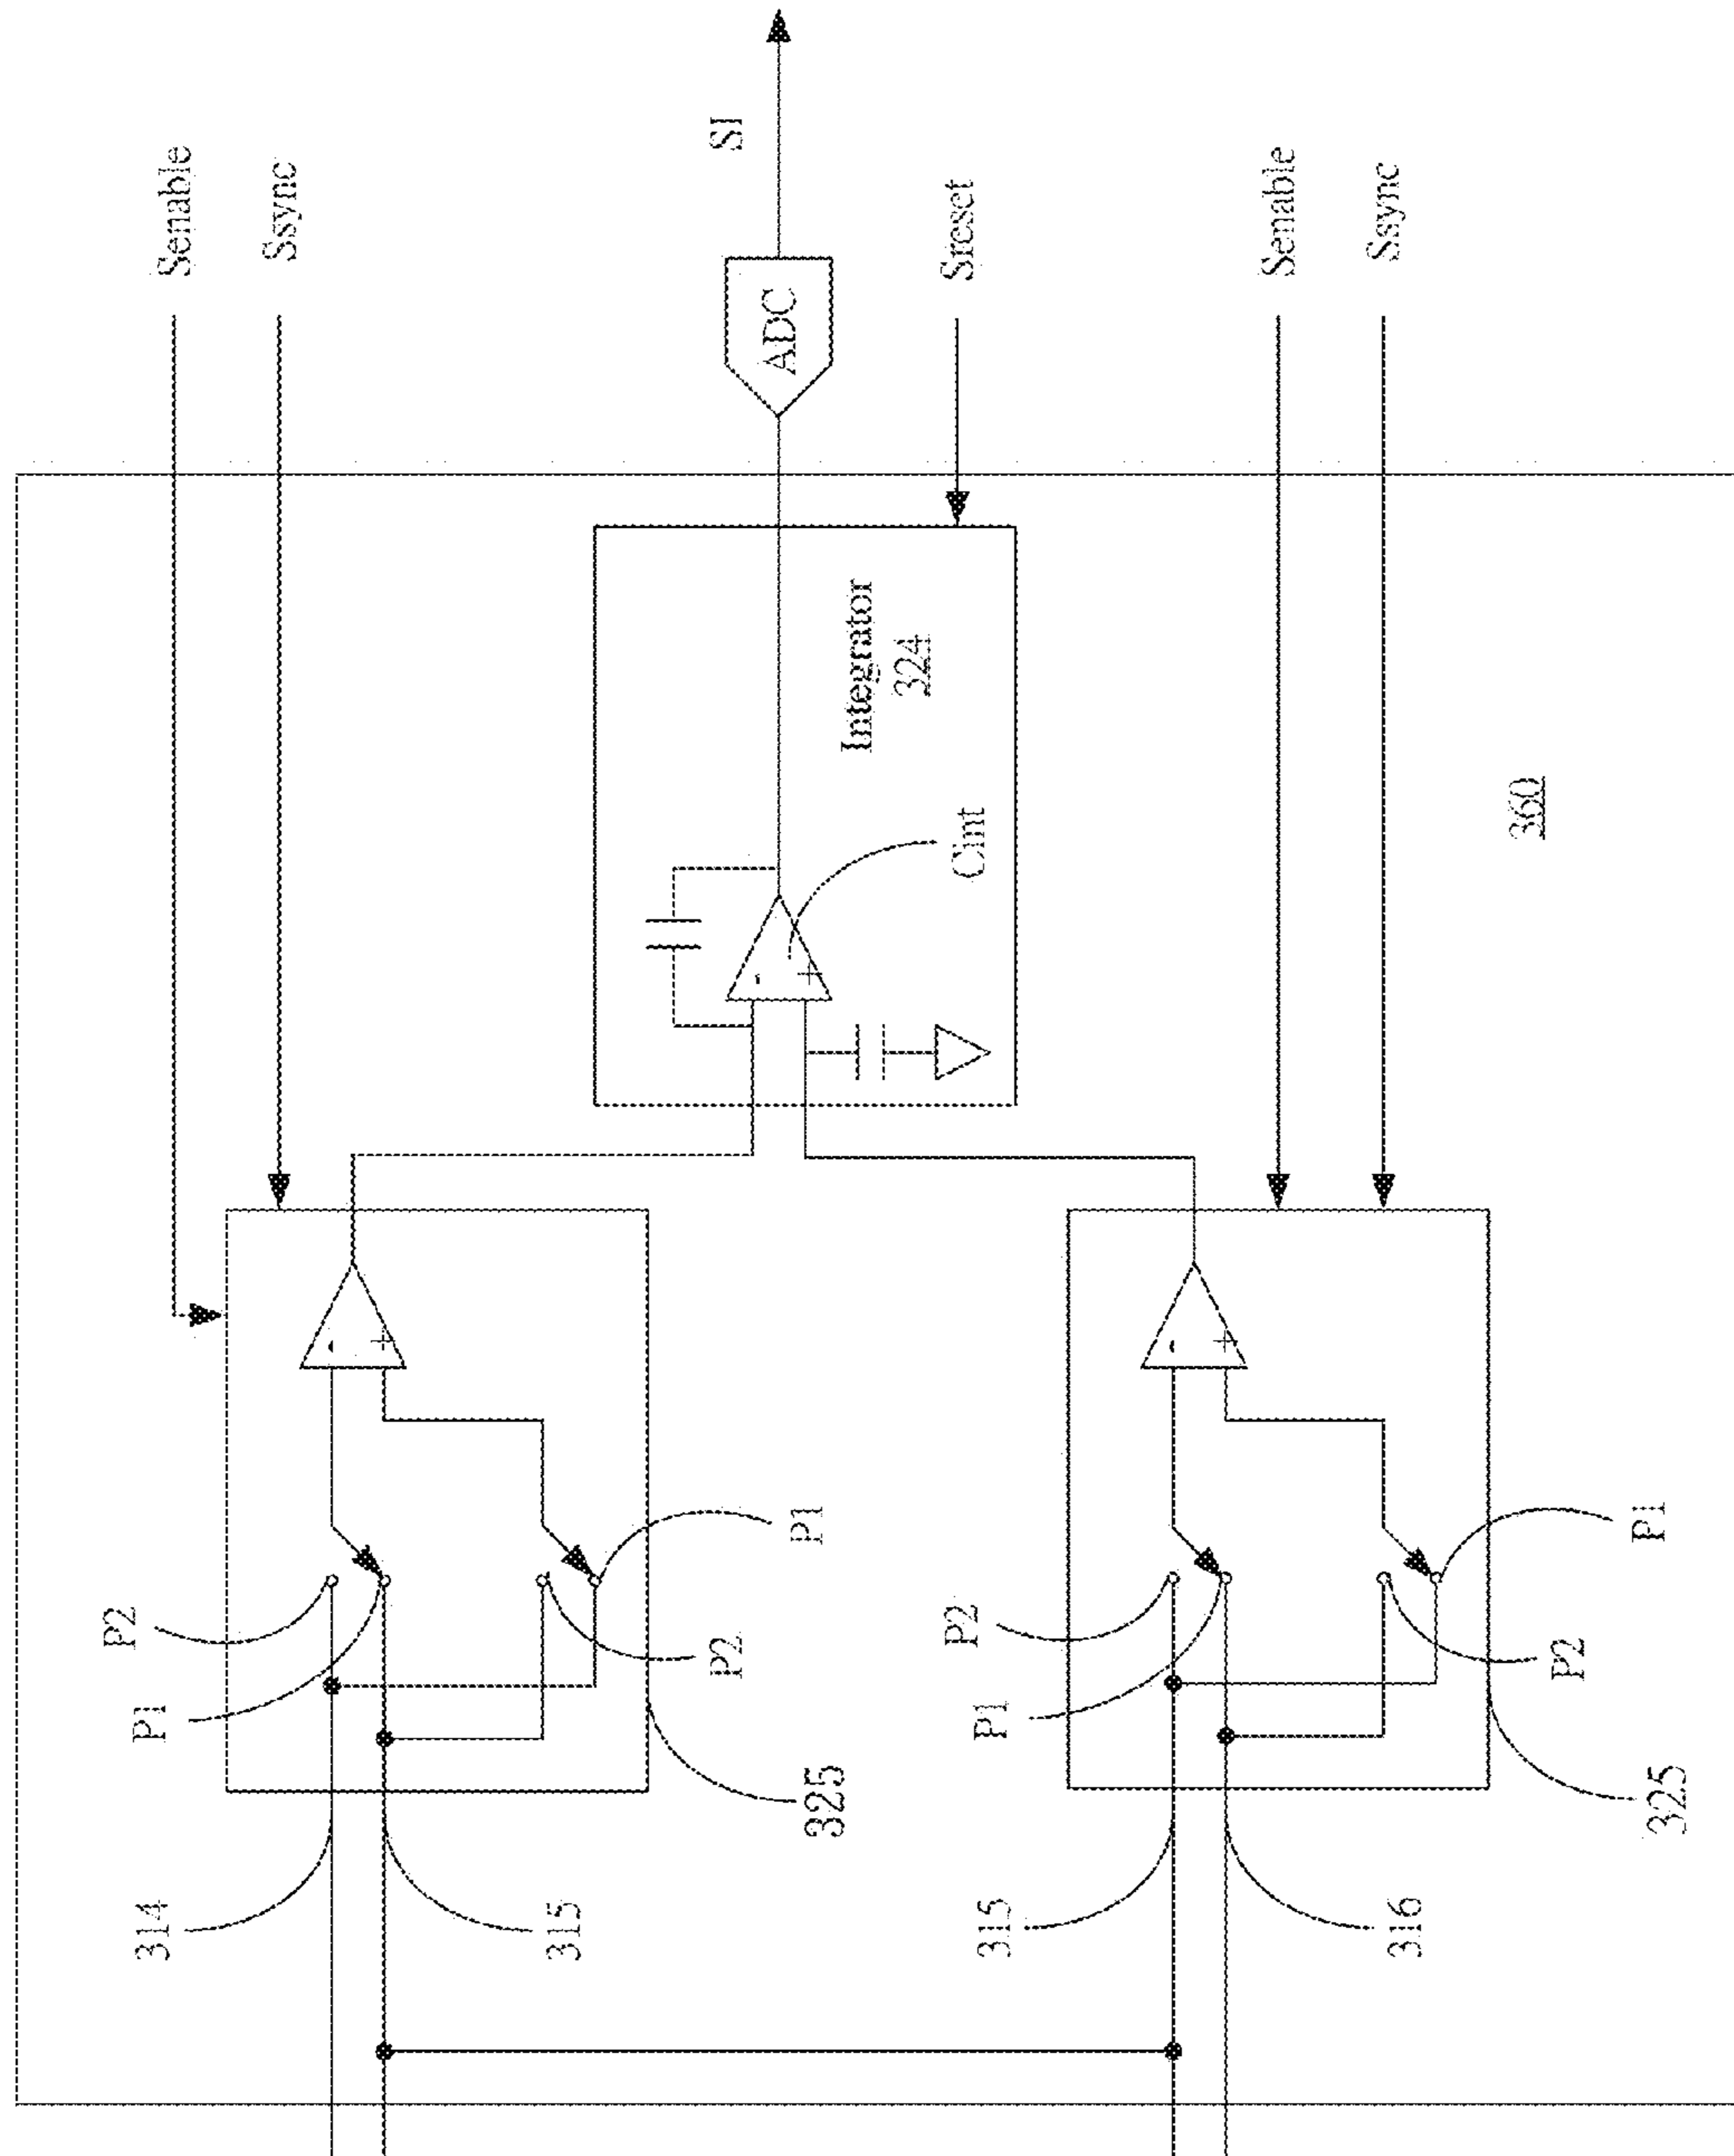 Senable
Ssync
SI
ADC
Sreset
Senable
Ssync
Integrator
324
Cint
360
P1
P2
P2
P1
325
314
315
P1
P2
P2
P1
325
315
316